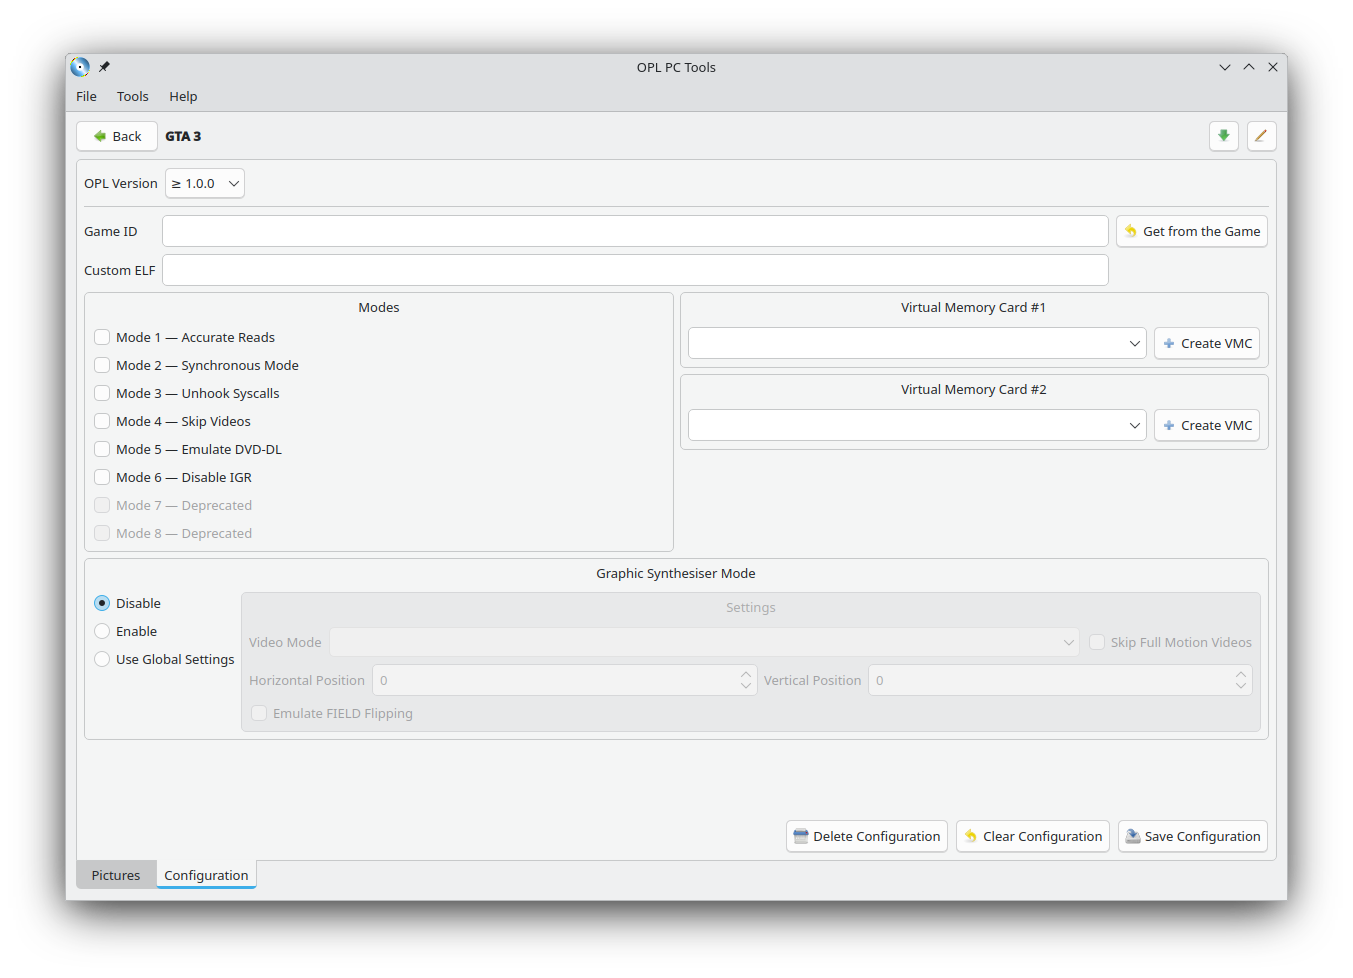 OPL PC Tools
File Tools Help
Back GTA 3
OPL Version ≥ 1.0.0
Game ID Get from the Game
Custom ELF
Modes
Mode 1 — Accurate Reads
Mode 2 — Synchronous Mode
Mode 3 — Unhook Syscalls
Mode 4 — Skip Videos
Mode 5 — Emulate DVD-DL
Mode 6 — Disable IGR
Mode 7 — Deprecated
Mode 8 — Deprecated
Virtual Memory Card #1
Create VMC
Virtual Memory Card #2
Create VMC
Graphic Synthesiser Mode
Disable
Enable
Use Global Settings
Settings
Video Mode Skip Full Motion Videos
Horizontal Position 0 Vertical Position 0
Emulate FIELD Flipping
Delete Configuration Clear Configuration Save Configuration
Pictures Configuration